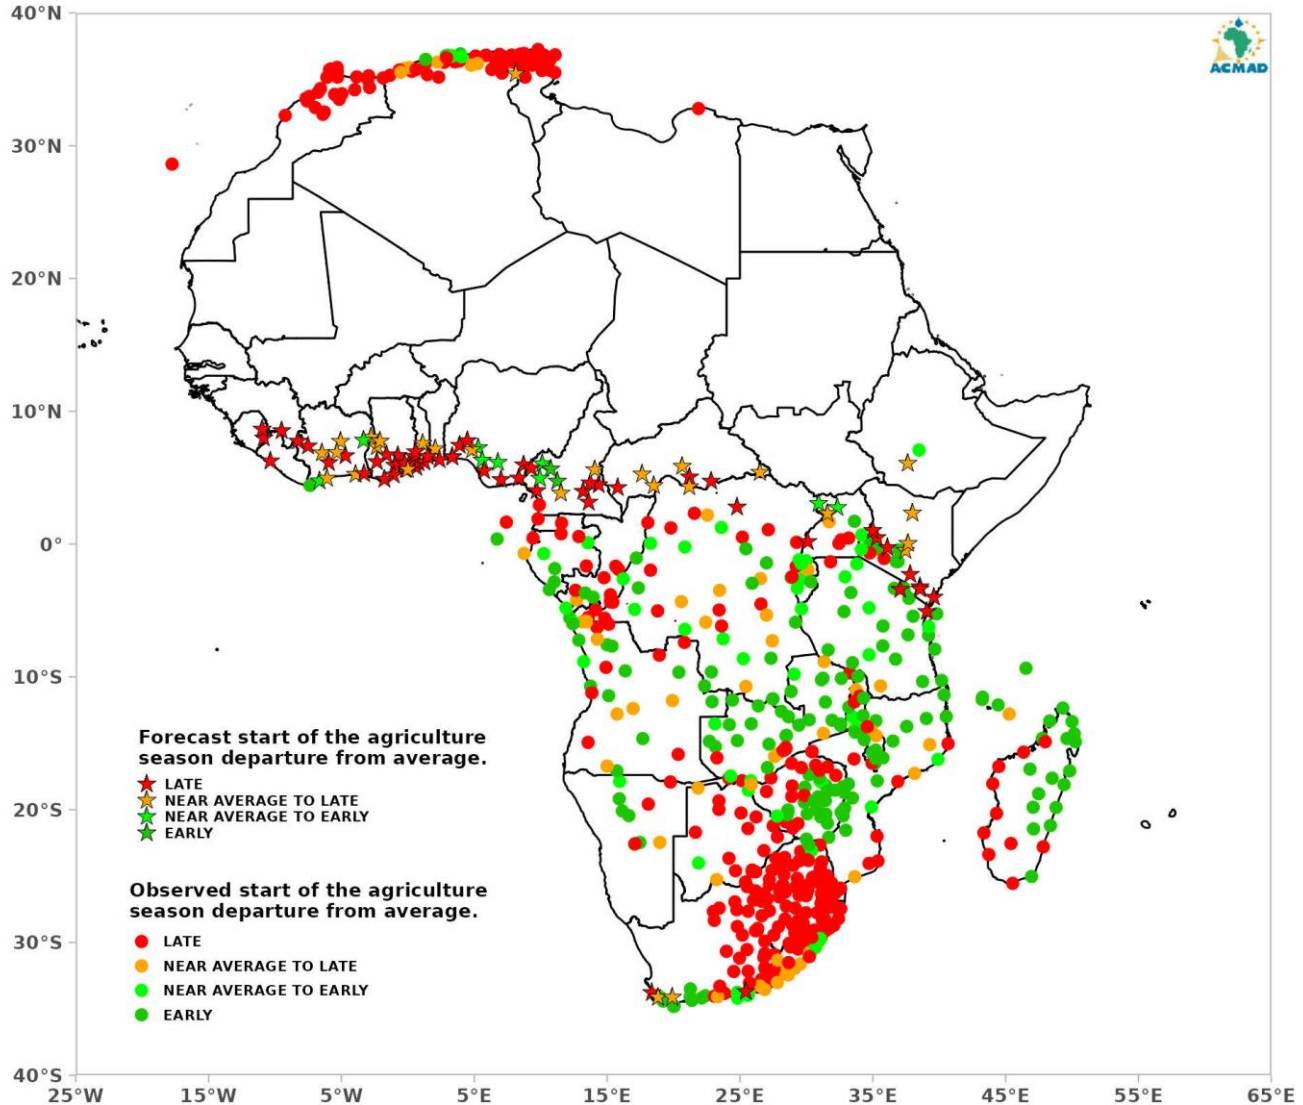 40°N
ACMAD
30°N
20°N
10°N
0°
10°S
Forecast start of the agriculture
season departure from average.
LATE
NEAR AVERAGE TO LATE
NEAR AVERAGE TO EARLY
EARLY
20°S
Observed start of the agriculture
season departure from average.
LATE
NEAR AVERAGE TO LATE
NEAR AVERAGE TO EARLY
EARLY
30°S
40°S
25°W 15°W 5°W 5°E 15°E 25°E 35°E 45°E 55°E 65°E